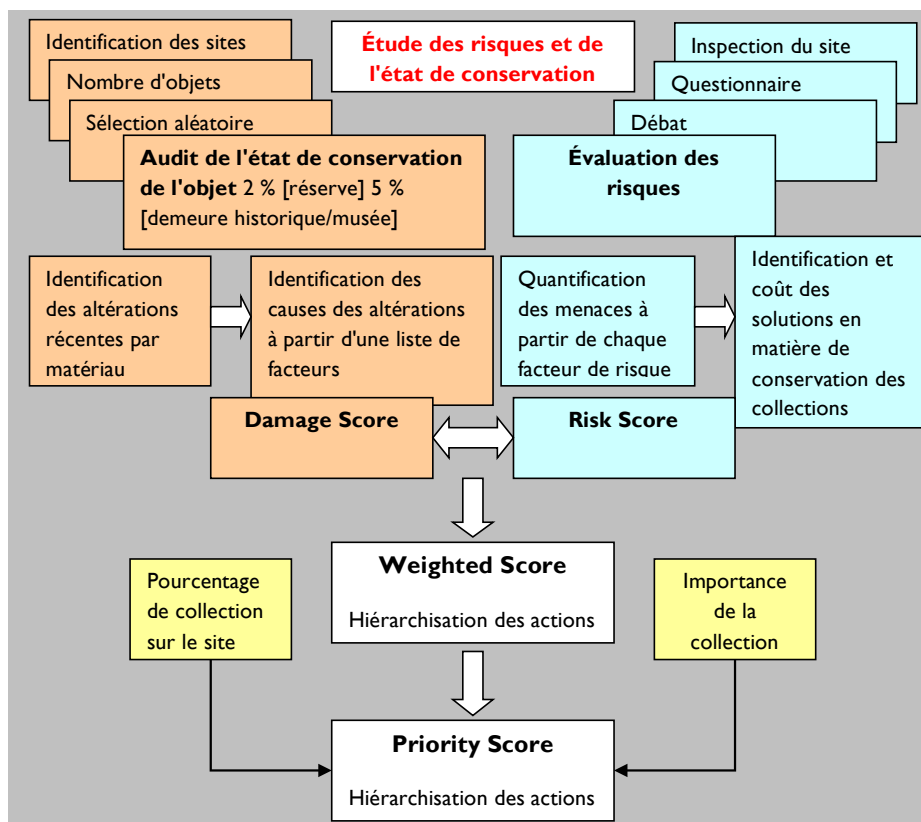 Étude des risques et de
l'état de conservation
Identification des sites
Nombre d'objets
Sélection aléatoire
Audit de l'état de conservation
de l'objet 2 % [réserve] 5 %
[demeure historique/musée]
Inspection du site
Questionnaire
Débat
Évaluation des
risques
Identification
des altérations
récentes par
matériau
Identification des
causes des altérations
à partir d'une liste de
facteurs
Quantification
des menaces à
partir de chaque
facteur de risque
Identification et
coût des
solutions en
matière de
conservation des
collections
Damage Score
Risk Score
Weighted Score
Hiérarchisation des actions
Pourcentage
de collection
sur le site
Importance
de la
collection
Priority Score
Hiérarchisation des actions